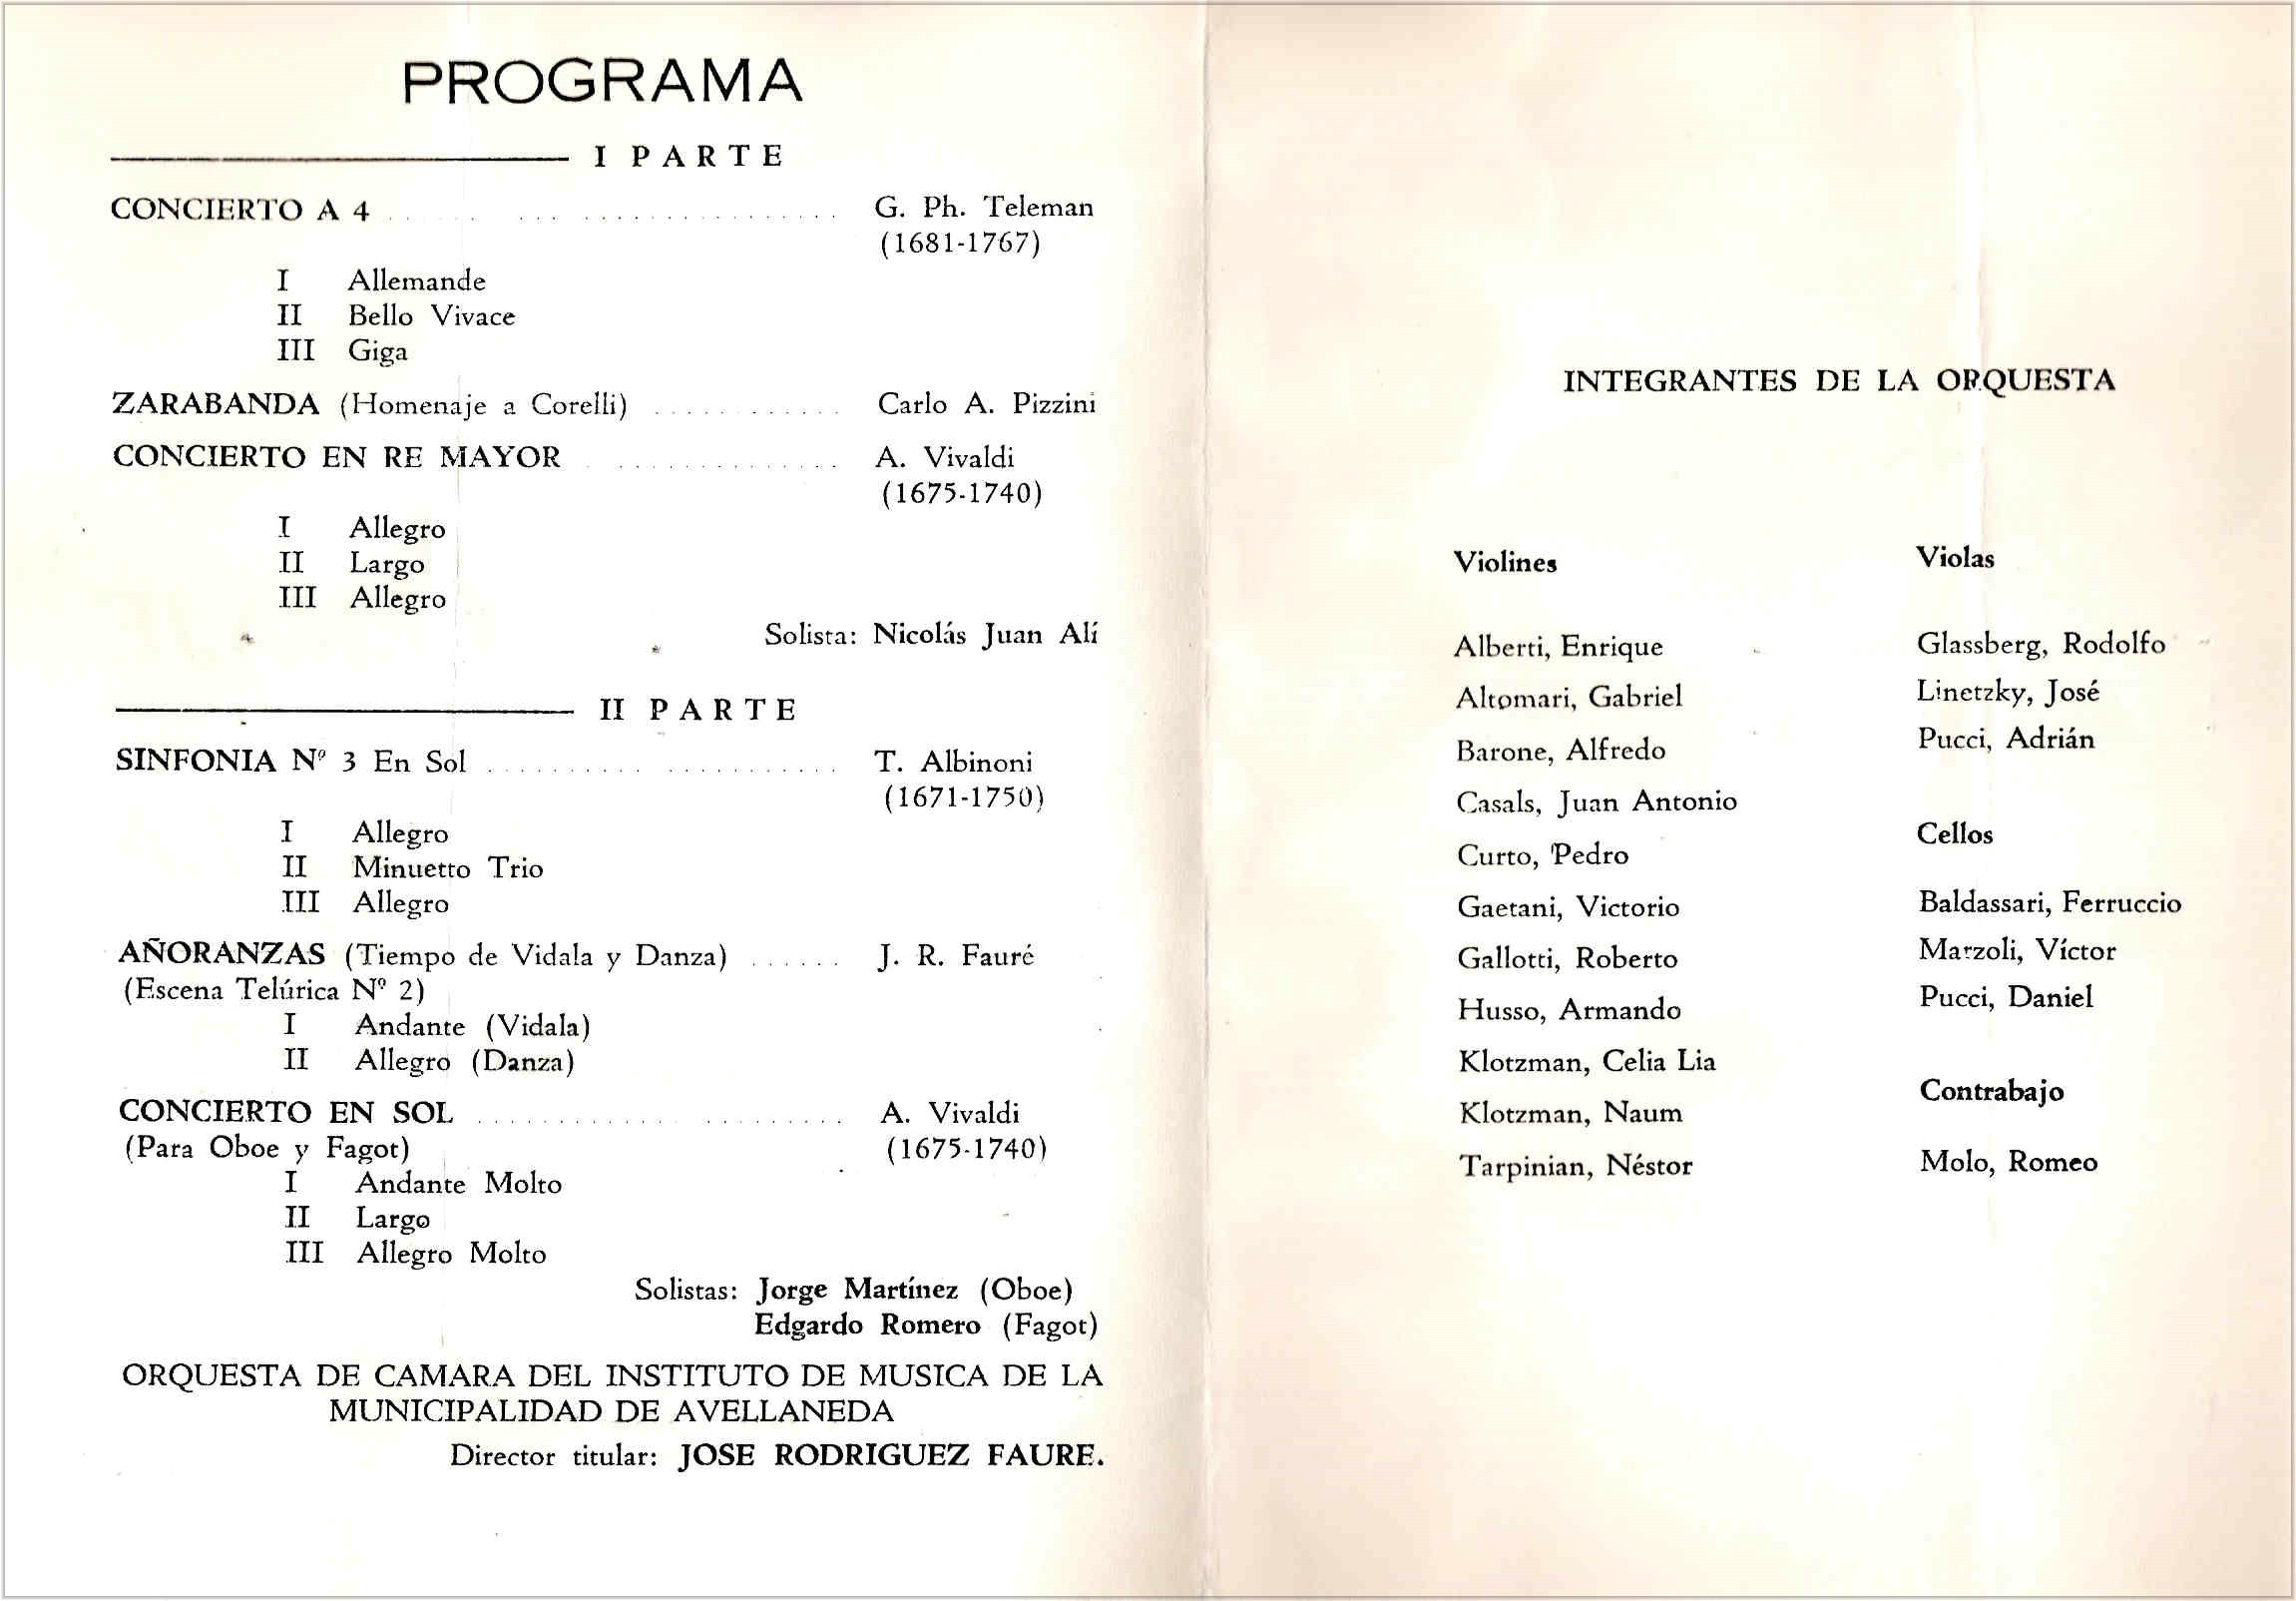 PROGRAMA
I PARTE
CONCIERTO A 4 G. Ph. Teleman
(1681-1767)
I Allemande
II Bello Vivace
III Giga
ZARABANDA (Homenaje a Corelli) Carlo A. Pizzini
CONCIERTO EN RE MAYOR A. Vivaldi
(1675-1740)
I Allegro
II Largo
III Allegro
Solista: Nicolás Juan Alí
II PARTE
SINFONIA Nº 3 En Sol T. Albinoni
(1671-1750)
I Allegro
II Minuetto Trio
III Allegro
AÑORANZAS (Tiempo de Vidala y Danza) J. R. Fauré
(Escena Telúrica Nº 2)
I Andante (Vidala)
II Allegro (Danza)
CONCIERTO EN SOL A. Vivaldi
(Para Oboe y Fagot) (1675-1740)
I Andante Molto
II Largo
III Allegro Molto
Solistas: Jorge Martínez (Oboe)
Edgardo Romero (Fagot)
ORQUESTA DE CAMARA DEL INSTITUTO DE MUSICA DE LA
MUNICIPALIDAD DE AVELLANEDA
Director titular: JOSE RODRIGUEZ FAURE.
INTEGRANTES DE LA ORQUESTA
Violines
Alberti, Enrique
Altomari, Gabriel
Barone, Alfredo
Casals, Juan Antonio
Curto, Pedro
Gaetani, Victorio
Gallotti, Roberto
Husso, Armando
Klotzman, Celia Lia
Klotzman, Naum
Tarpinian, Néstor
Violas
Glassberg, Rodolfo
Linetzky, José
Pucci, Adrián
Cellos
Baldassari, Ferruccio
Marzoli, Víctor
Pucci, Daniel
Contrabajo
Molo, Romeo